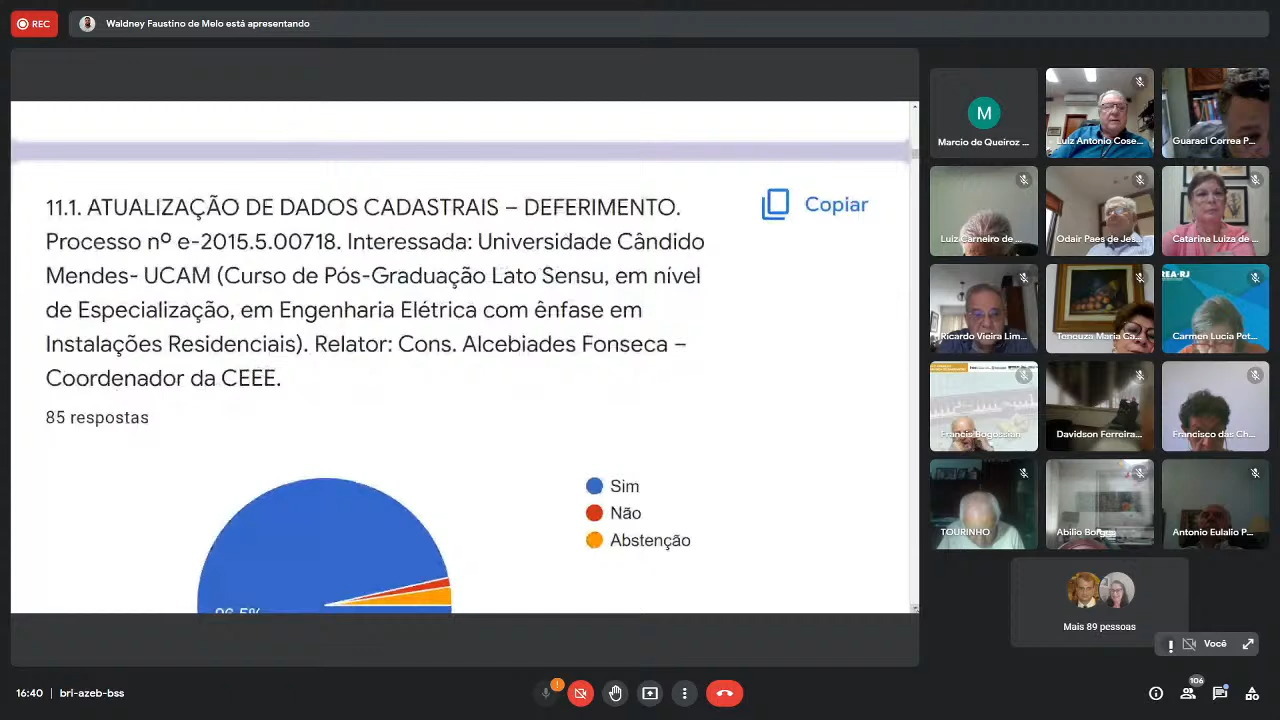 REC
Waldney Faustino de Melo está apresentando
11.1. ATUALIZAÇÃO DE DADOS CADASTRAIS – DEFERIMENTO.
Processo nº e-2015.5.00718. Interessada: Universidade Cândido
Mendes- UCAM (Curso de Pós-Graduação Lato Sensu, em nível
de Especialização, em Engenharia Elétrica com ênfase em
Instalações Residenciais). Relator: Cons. Alcebiades Fonseca –
Coordenador da CEEE.
85 respostas
Copiar
Sim
Não
Abstenção
96,5%
M
Marcio de Queiroz ...
Luiz Antonio Cose...
Guaraci Correa P...
Luiz Carneiro de ...
Odair Paes de Jes...
Catarina Luiza de ...
Ricardo Vieira Lim...
Teneuza Maria Ca...
REA-RJ
Carmen Lucia Pet...
Francis Bogossian
Davidson Ferreira...
Francisco das Ch...
TOURINHO
Abilio Borges
Antonio Eulalio P...
Mais 89 pessoas
Você
16:40 | bri-azeb-bss
106